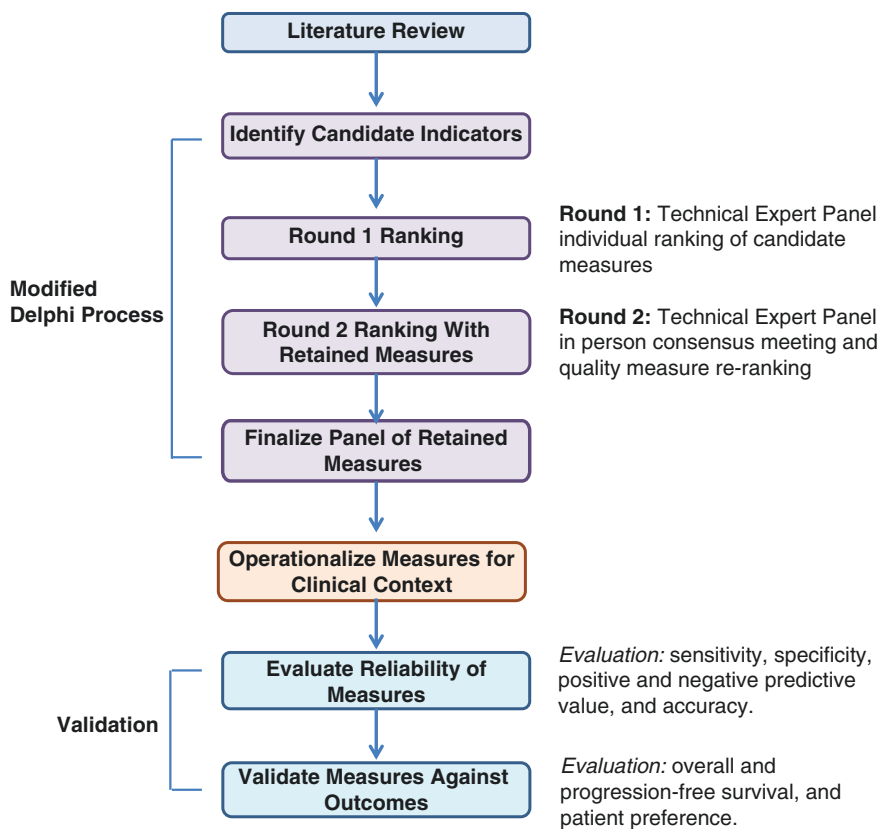 Literature Review
Identify Candidate Indicators
Round 1 Ranking
Round 1: Technical Expert Panel
individual ranking of candidate
measures
Modified
Delphi Process
Round 2 Ranking With
Retained Measures
Round 2: Technical Expert Panel
in person consensus meeting and
quality measure re-ranking
Finalize Panel of Retained
Measures
Operationalize Measures for
Clinical Context
Evaluate Reliability of
Measures
Evaluation: sensitivity, specificity,
positive and negative predictive
value, and accuracy.
Validation
Validate Measures Against
Outcomes
Evaluation: overall and
progression-free survival, and
patient preference.